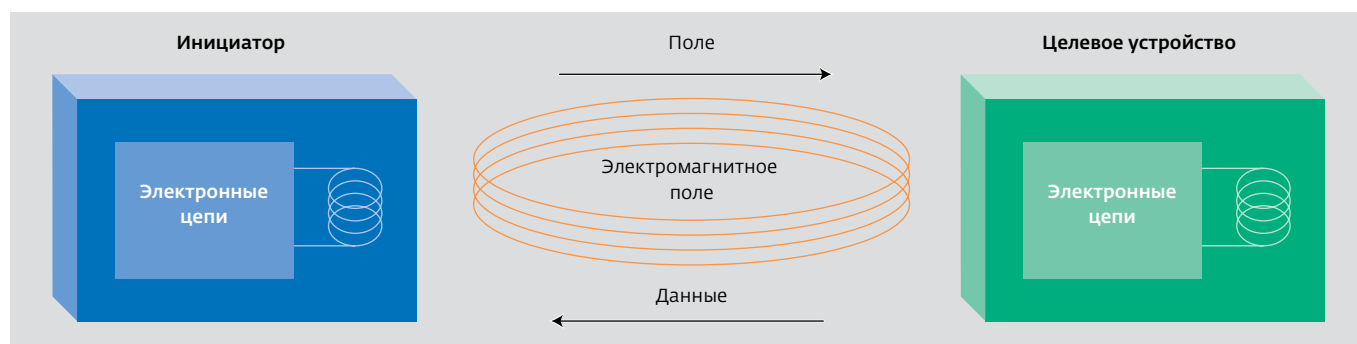 Инициатор
Поле
Целевое устройство
Электромагнитное
поле
Электронные
цепи
Электронные
цепи
Данные